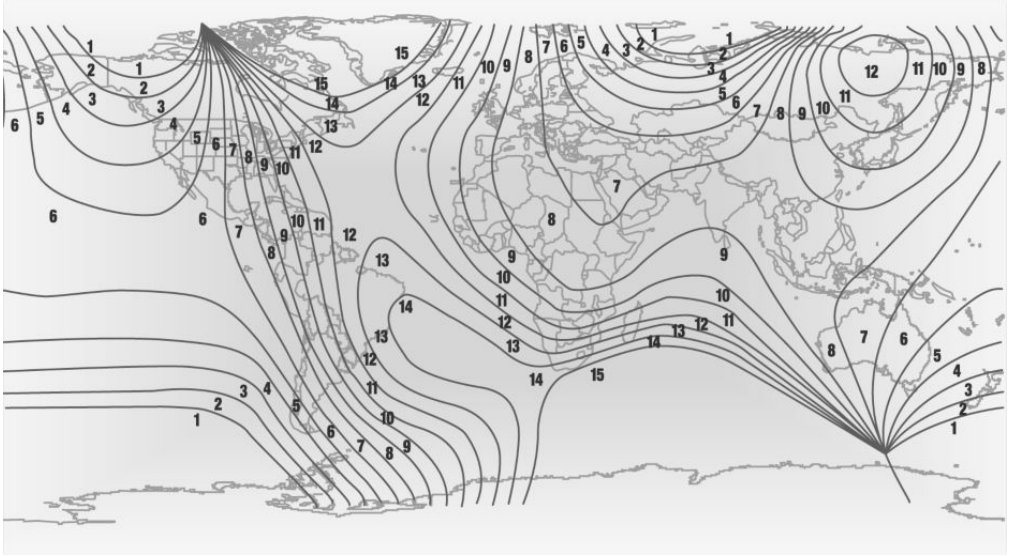 1 15 7 6 5 4 3 2 1 1 2
2 1 10 9 8 3 12 11 10 9 8
2 15 14 13 11 4 5
4 3 3 14 12 6 7 8 9 10 11
6 5 4 13
5 6 7 8 9 10 11 12
7
6 6 7 9 10 11 12 8
8 13 9 9
10
14 11 10
12 13 12 11
13 14 7 6
12 13 8 5
3 4 11 14 15 4 3
2 5 2
1 10 1
6 7 8 9